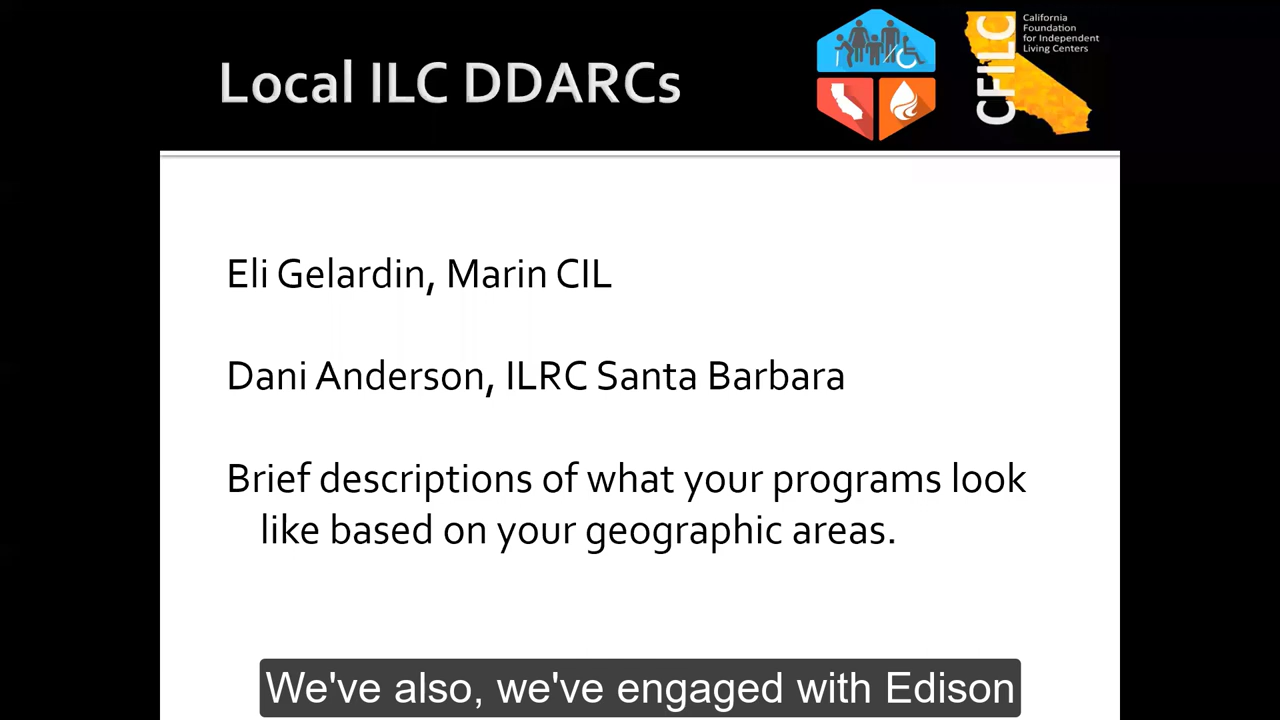 Local ILC DDARCs
CFILC
California
Foundation
for Independent
Living Centers
Eli Gelardin, Marin CIL
Dani Anderson, ILRC Santa Barbara
Brief descriptions of what your programs look
like based on your geographic areas.
We've also, we've engaged with Edison